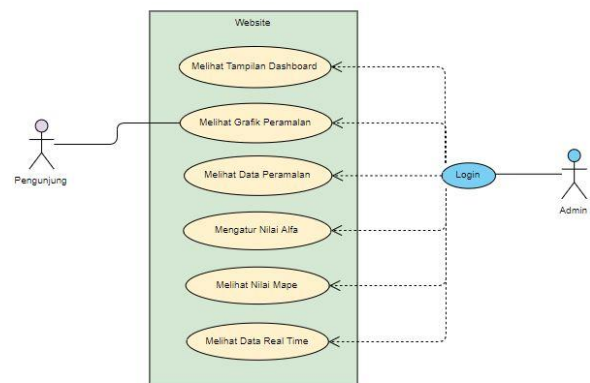 Website
Melihat Tampilan Dashboard
Melihat Grafik Peramalan
Pengunjung
Melihat Data Peramalan
Login
Admin
Mengatur Nilai Alfa
Melihat Nilai Mape
Melihat Data Real Time